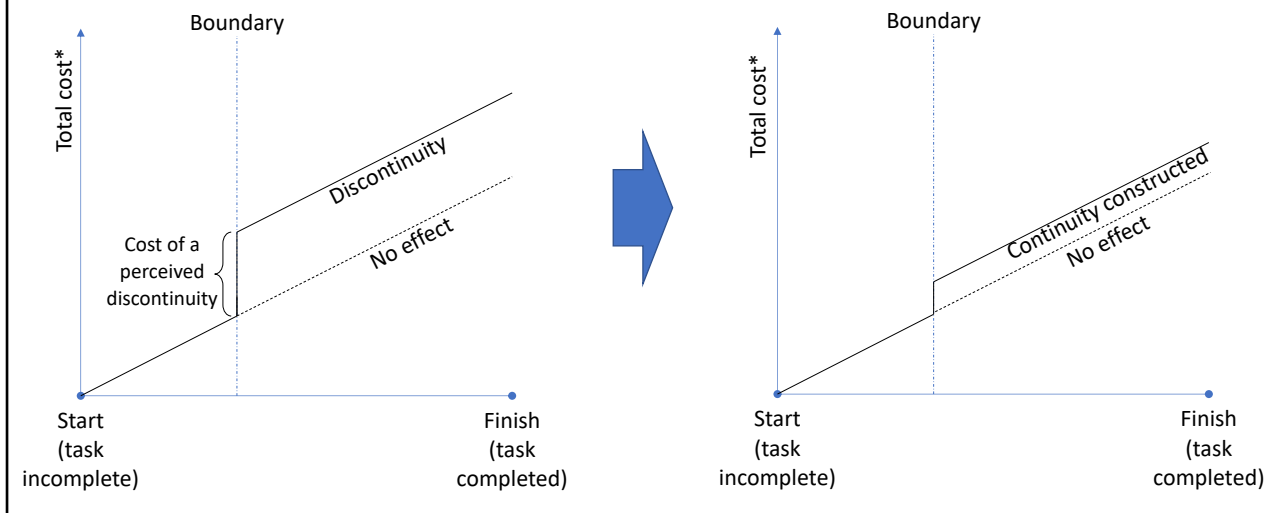 Boundary
Total cost*
Discontinuity
No effect
Cost of a
perceived
discontinuity
Start
(task
incomplete)
Finish
(task
completed)
Boundary
Total cost*
Continuity constructed
No effect
Start
(task
incomplete)
Finish
(task
completed)